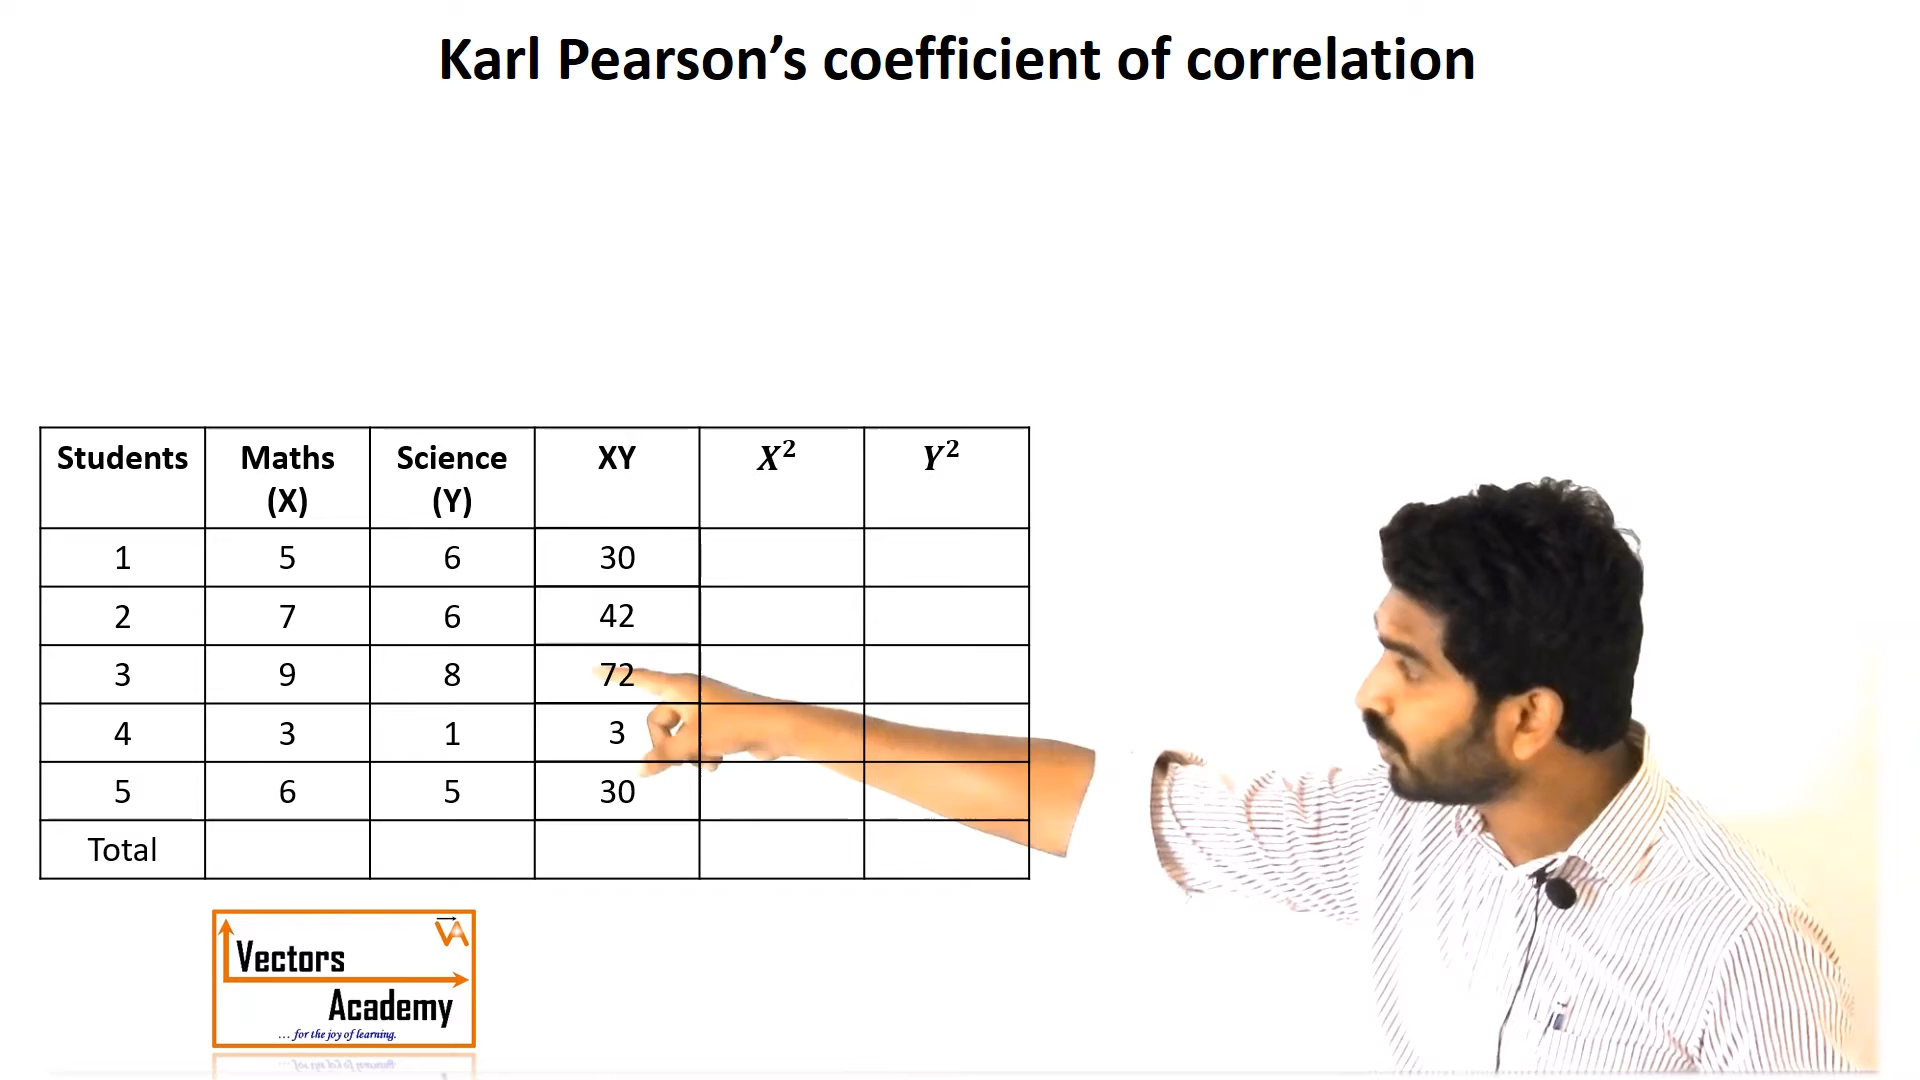 Karl Pearson’s coefficient of correlation
Students Maths (X) Science (Y) XY X² Y²
1 5 6 30
2 7 6 42
3 9 8 72
4 3 1 3
5 6 5 30
Total
VA
Vectors
Academy
... for the joy of learning.